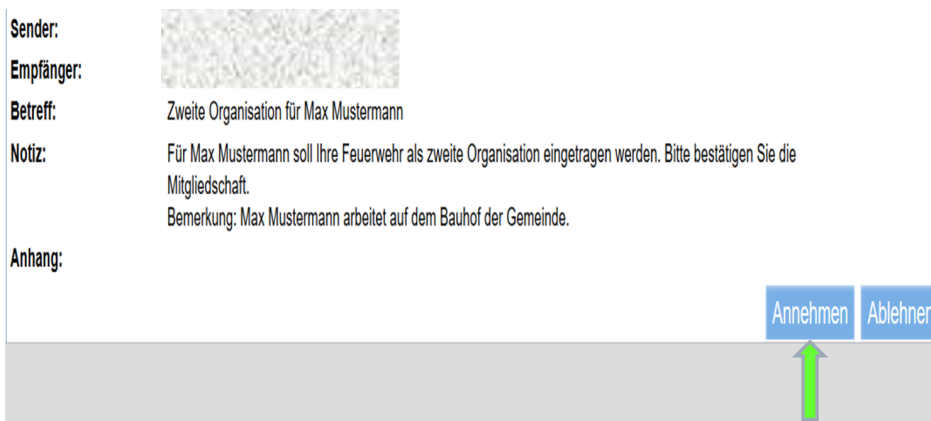 Sender:
Empfänger:
Betreff: Zweite Organisation für Max Mustermann
Notiz: Für Max Mustermann soll Ihre Feuerwehr als zweite Organisation eingetragen werden. Bitte bestätigen Sie die
Mitgliedschaft.
Bemerkung: Max Mustermann arbeitet auf dem Bauhof der Gemeinde.
Anhang:
Annehmen Ablehnen